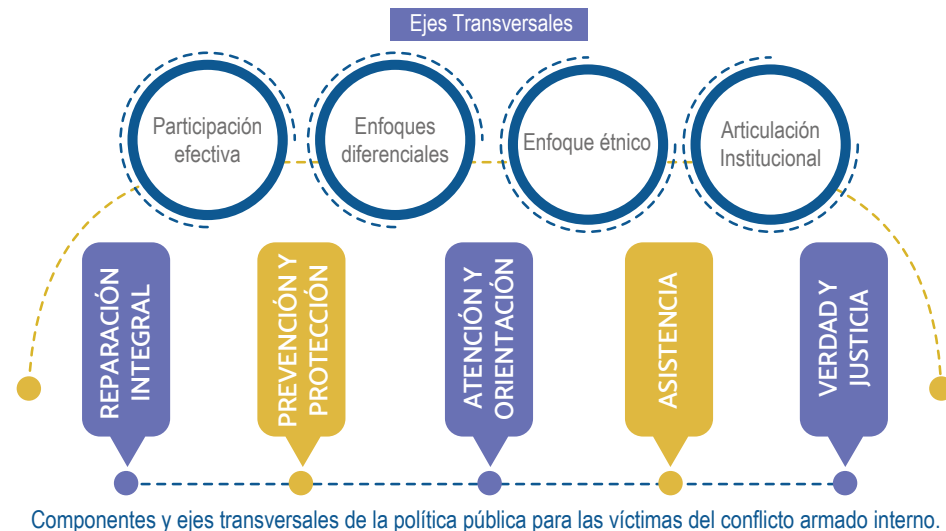 Ejes Transversales
Participación
efectiva
Enfoques
diferenciales
Enfoque étnico
Articulación
Institucional
REPARACIÓN
INTEGRAL
PREVENCIÓN Y
PROTECCIÓN
ATENCIÓN Y
ORIENTACIÓN
ASISTENCIA
VERDAD Y
JUSTICIA
Componentes y ejes transversales de la política pública para las víctimas del conflicto armado interno.